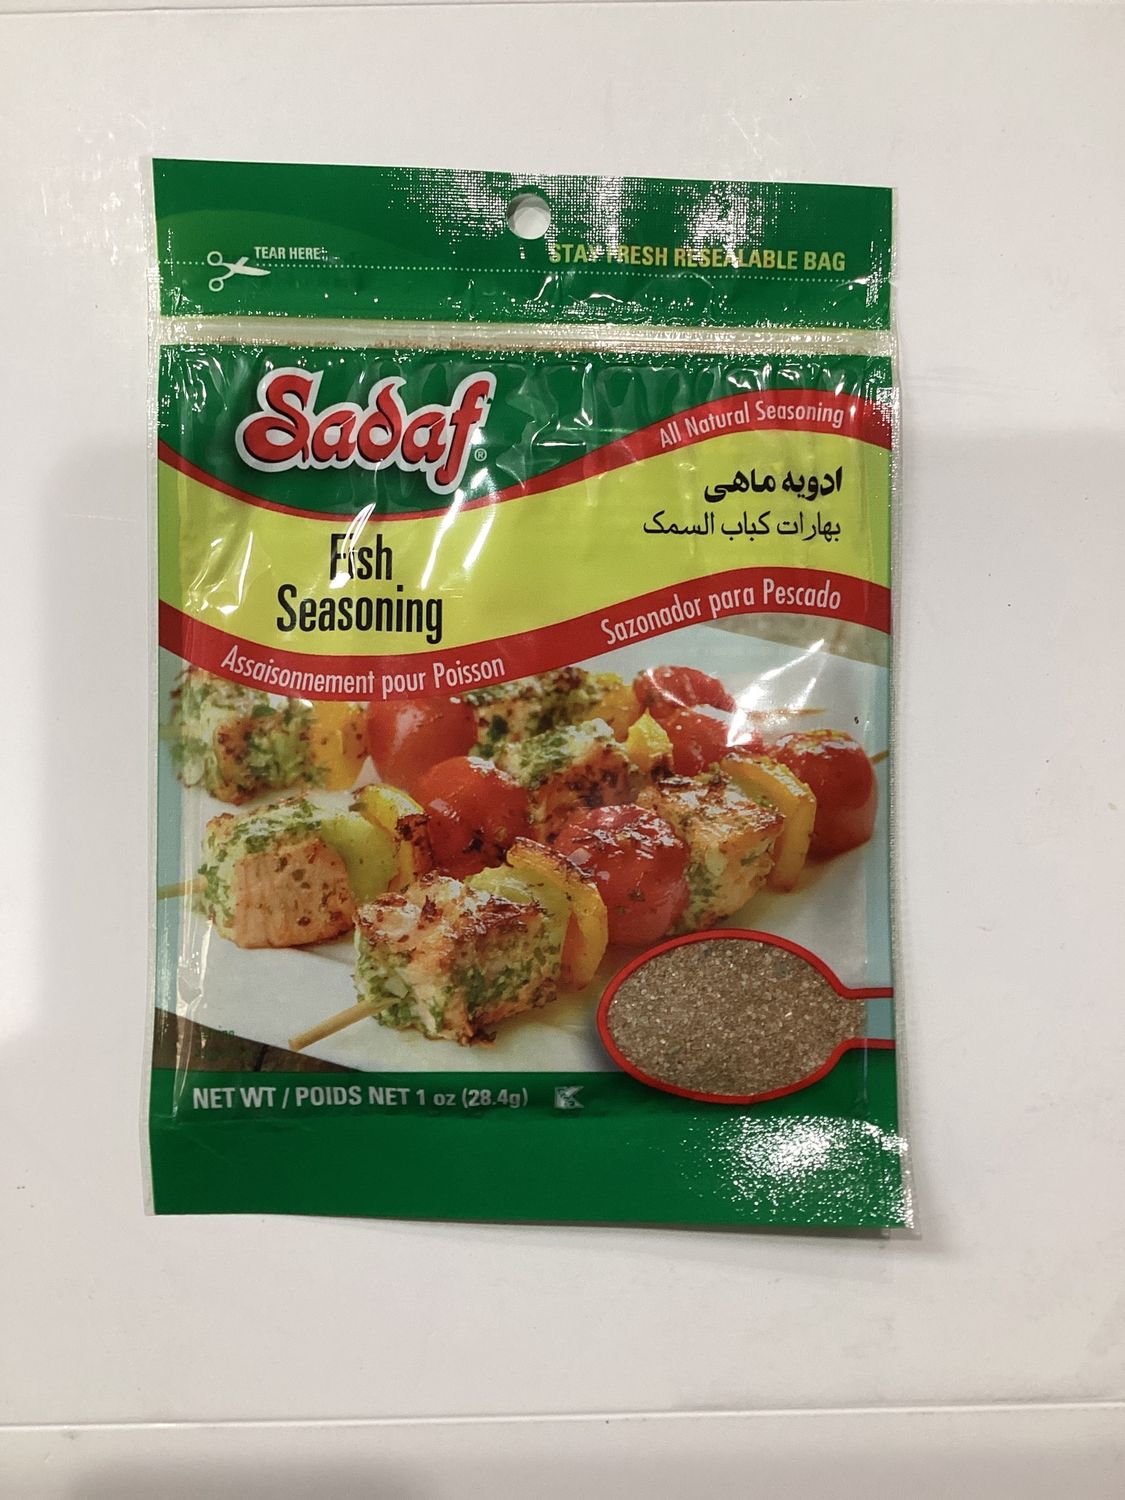 TEAR HERE
STAY FRESH RESEALABLE BAG
Sadaf®
All Natural Seasoning
ادویه ماهی
بهارات كباب السمک
Fish
Seasoning
Sazonador para Pescado
Assaisonnement pour Poisson
NET WT / POIDS NET 1 oz (28.4g)
K